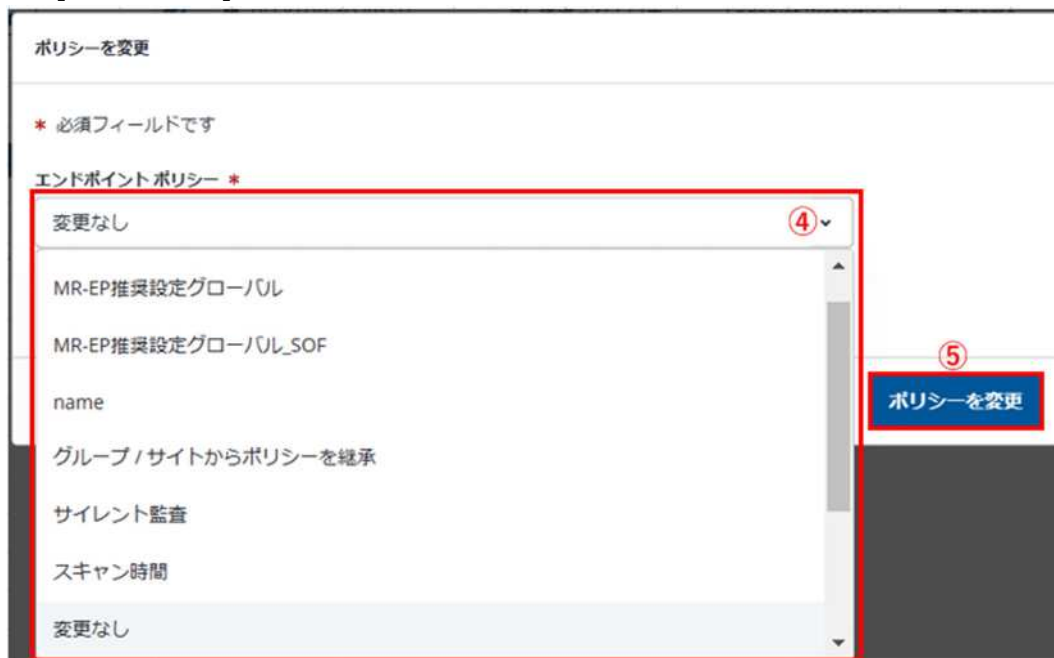 ポリシーを変更
* 必須フィールドです
エンドポイント ポリシー *
変更なし ④
MR-EP推奨設定グローバル
MR-EP推奨設定グローバル_SOF
⑤
name
ポリシーを変更
グループ / サイトからポリシーを継承
サイレント監査
スキャン時間
変更なし